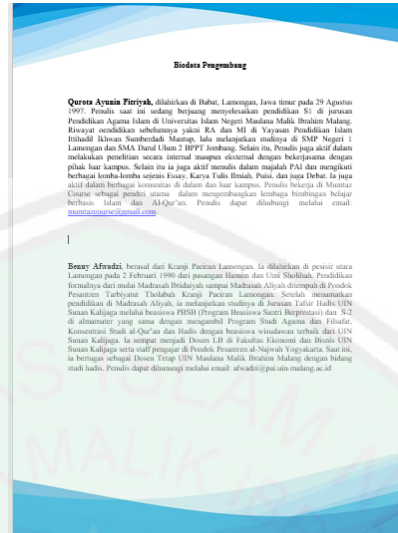 Biodata Pengembang
Qurota Ayunin Fitriyah, dilahirkan di Babat, Lamongan, Jawa timur pada 29 Agustus
1997. Penulis saat ini sedang berjuang menyelesaikan pendidikan S1 di jurusan
Pendidikan Agama Islam di Universitas Islam Negeri Maulana Malik Ibrahim Malang.
Riwayat oendidikan sebelumnya yakni RA dan MI di Yayasan Pendidikan Islam
Ittihadil Ikhwan Sumberdadi Mantup, lalu melanjutkan studinya di SMP Negeri 1
Lamongan dan SMA Darul Ulum 2 BPPT Jombang. Selain itu, Penulis juga aktif dalam
melakukan penelitian secara internal maupun eksternal dengan bekerjasama dengan
pihak luar kampus. Selain itu ia juga aktif menulis dalam majalah PAI dan mengikuti
berbagai lomba-lomba sejenis Essay, Karya Tulis Ilmiah, Puisi, dan juga Debat. Ia juga
aktif dalam berbagai komunitas di dalam dan luar kampus. Penulis bekerja di Mumtaz
Course sebagai pendiri utama dalam mengembangkan lembaga bimbingan belajar
berbasis Islam dan Al-Qur'an. Penulis dapat dihubungi melalui email:
mumtazcourse@gmail.com.
Benny Afwadzi, berasal dari Kranji Paciran Lamongan. Ia dilahirkan di pesisir utara
Lamongan pada 2 Februari 1990 dari pasangan Hamim dan Umi Sholihah. Pendidikan
formalnya dari mulai Madrasah Ibtidaiyah sampai Madrasah Aliyah ditempuh di Pondok
Pesantren Tarbiyatut Tholabah Kranji Paciran Lamongan. Setelah menamatkan
pendidikan di Madrasah Aliyah, ia melanjutkan studinya di Jurusan Tafsir Hadis UIN
Sunan Kalijaga melalui beasiswa PBSB (Program Beasiswa Santri Berprestasi) dan S-2
di almamater yang sama dengan mengambil Program Studi Agama dan Filsafat,
Konsentrasi Studi al-Qur'an dan Hadis dengan beasiswa wisudawan terbaik dari UIN
Sunan Kalijaga. Ia sempat menjadi Dosen LB di Fakultas Ekonomi dan Bisnis UIN
Sunan Kalijaga serta staff pengajar di Pondok Pesantren al-Najwah Yogyakarta. Saat ini,
ia bertugas sebagai Dosen Tetap UIN Maulana Malik Ibrahim Malang dengan bidang
studi hadis. Penulis dapat dihubungi melalui email: afwadzi@pai.uin-malang.ac.id